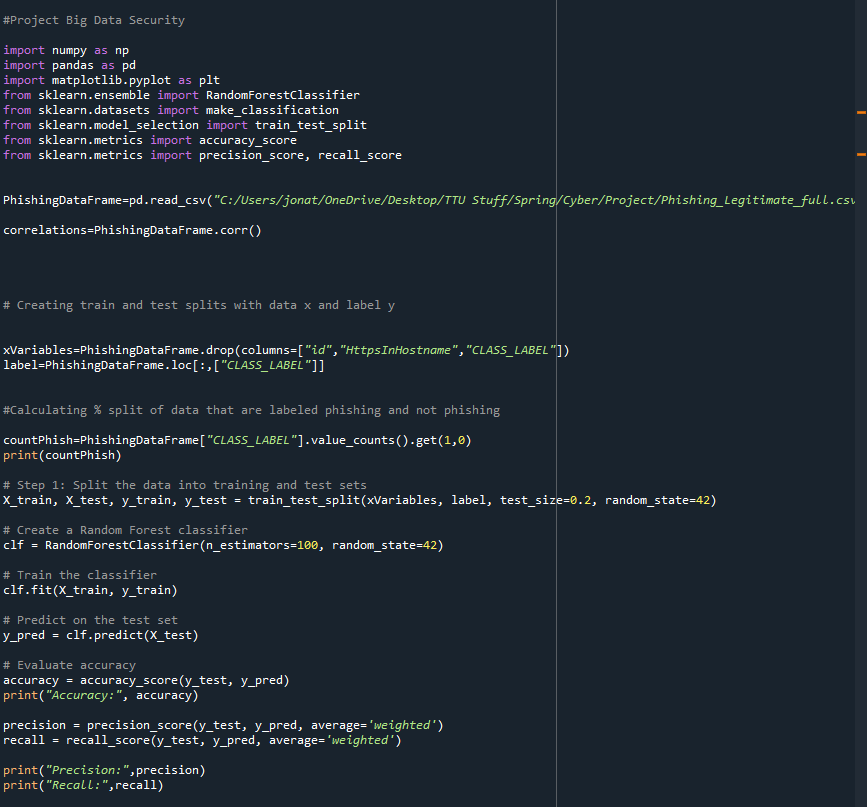 #Project Big Data Security
import numpy as np
import pandas as pd
import matplotlib.pyplot as plt
from sklearn.ensemble import RandomForestClassifier
from sklearn.datasets import make_classification
from sklearn.model_selection import train_test_split
from sklearn.metrics import accuracy_score
from sklearn.metrics import precision_score, recall_score
PhishingDataFrame=pd.read_csv("C:/Users/jonat/OneDrive/Desktop/TTU Stuff/Spring/Cyber/Project/Phishing_Legitimate_full.csv
correlations=PhishingDataFrame.corr()
# Creating train and test splits with data x and label y
xVariables=PhishingDataFrame.drop(columns=["id","HttpsInHostname","CLASS_LABEL"])
label=PhishingDataFrame.loc[:,["CLASS_LABEL"]]
#Calculating % split of data that are labeled phishing and not phishing
countPhish=PhishingDataFrame["CLASS_LABEL"].value_counts().get(1,0)
print(countPhish)
# Step 1: Split the data into training and test sets
X_train, X_test, y_train, y_test = train_test_split(xVariables, label, test_size=0.2, random_state=42)
# Create a Random Forest classifier
clf = RandomForestClassifier(n_estimators=100, random_state=42)
# Train the classifier
clf.fit(X_train, y_train)
# Predict on the test set
y_pred = clf.predict(X_test)
# Evaluate accuracy
accuracy = accuracy_score(y_test, y_pred)
print("Accuracy:", accuracy)
precision = precision_score(y_test, y_pred, average='weighted')
recall = recall_score(y_test, y_pred, average='weighted')
print("Precision:",precision)
print("Recall:",recall)